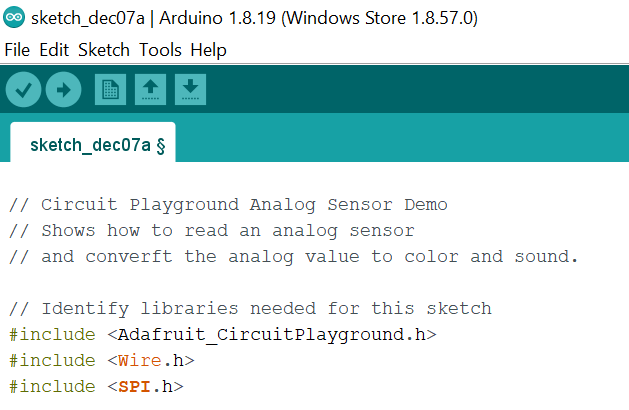 sketch_dec07a | Arduino 1.8.19 (Windows Store 1.8.57.0)
File Edit Sketch Tools Help
sketch_dec07a §
// Circuit Playground Analog Sensor Demo
// Shows how to read an analog sensor
// and converft the analog value to color and sound.
// Identify libraries needed for this sketch
#include <Adafruit_CircuitPlayground.h>
#include <Wire.h>
#include <SPI.h>